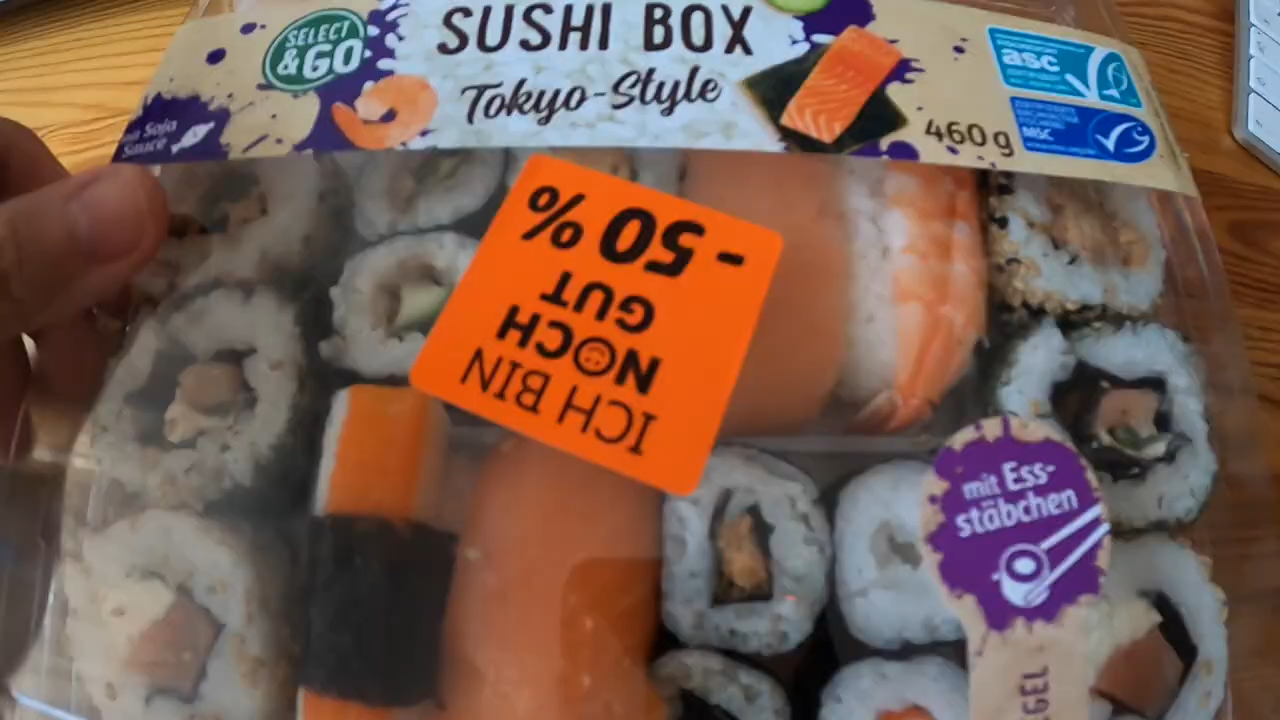 SELECT
&GO
SUSHI BOX
Tokyo-Style
mit Soja
Sauce
460 g
asc
MSC
ICH BIN
NOCH
GUT
- 50 %
mit Ess-
stäbchen